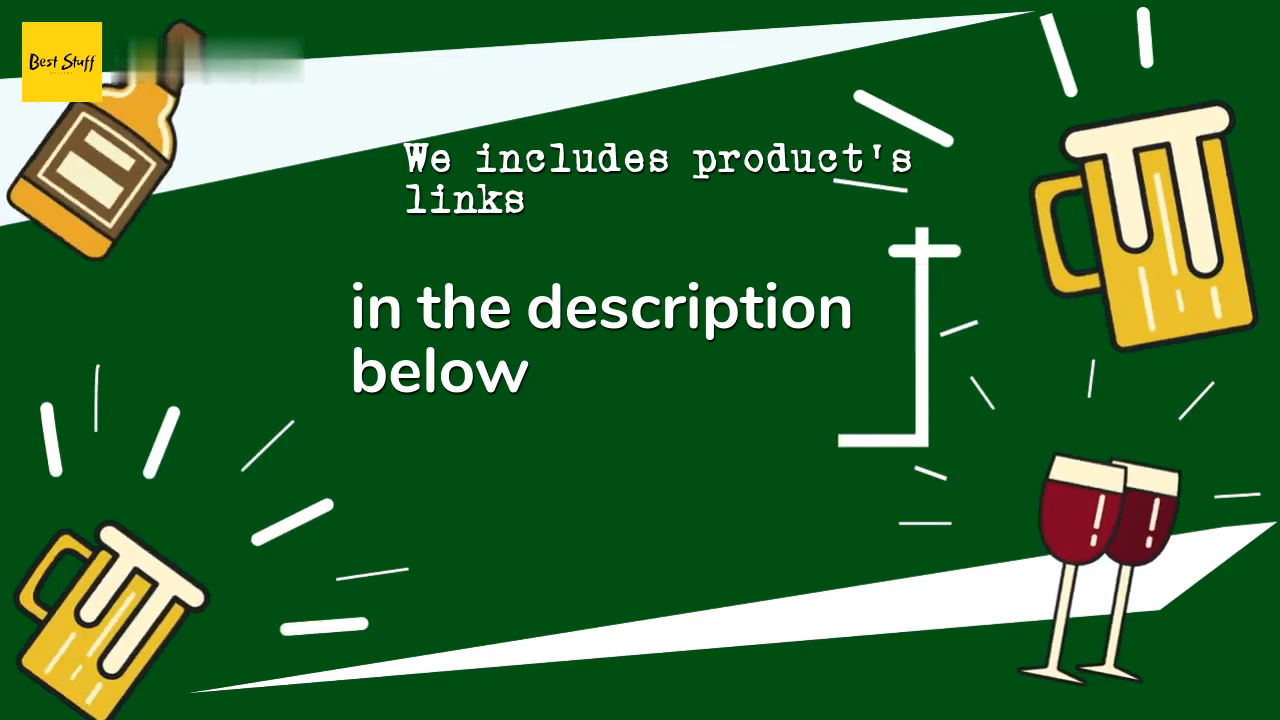 Best Stuff
We includes product's
links
in the description
below